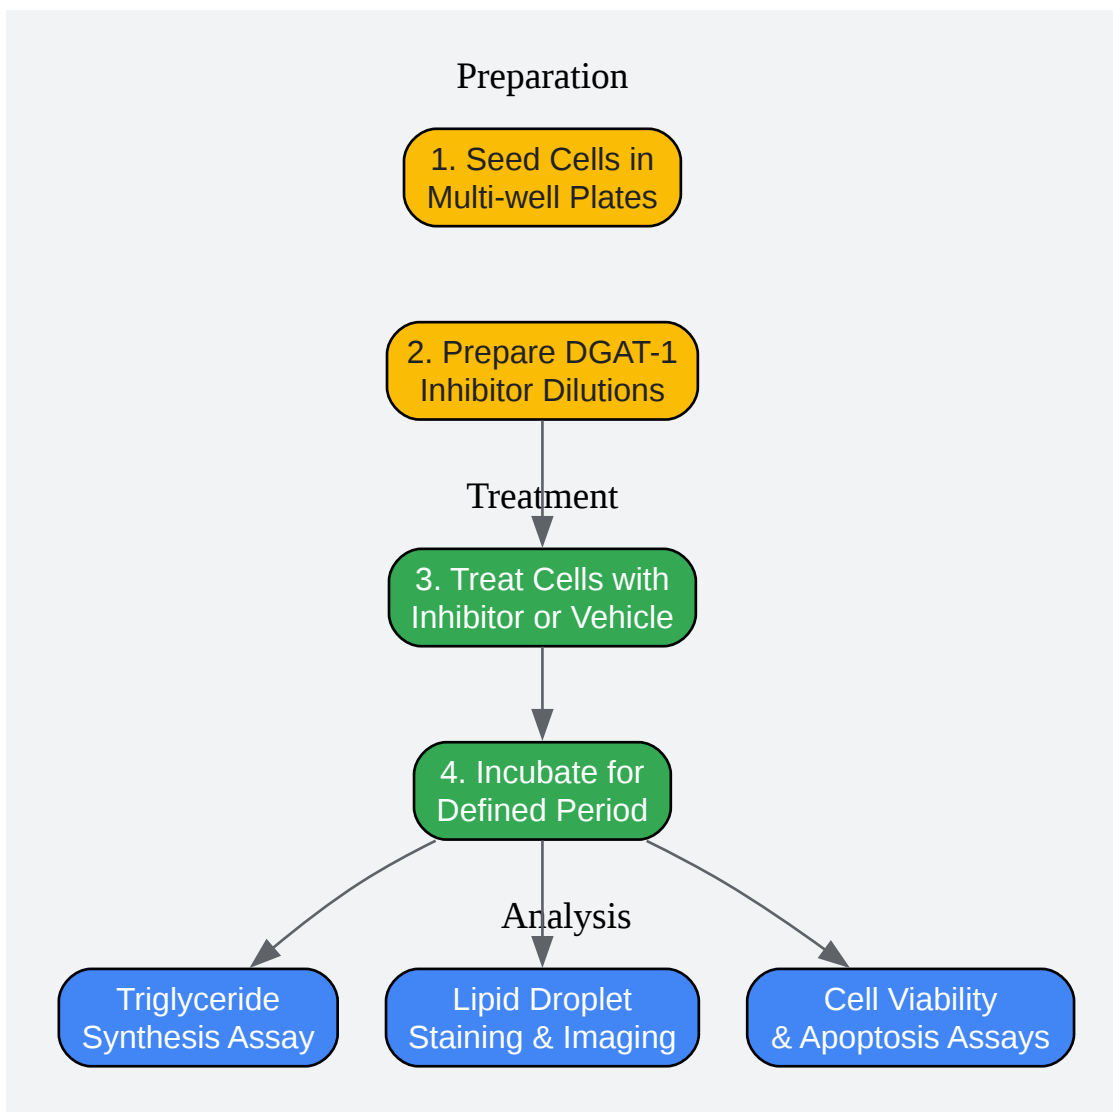 Preparation
1. Seed Cells in
Multi-well Plates
2. Prepare DGAT-1
Inhibitor Dilutions
Treatment
3. Treat Cells with
Inhibitor or Vehicle
4. Incubate for
Defined Period
Analysis
Triglyceride
Synthesis Assay
Lipid Droplet
Staining & Imaging
Cell Viability
& Apoptosis Assays